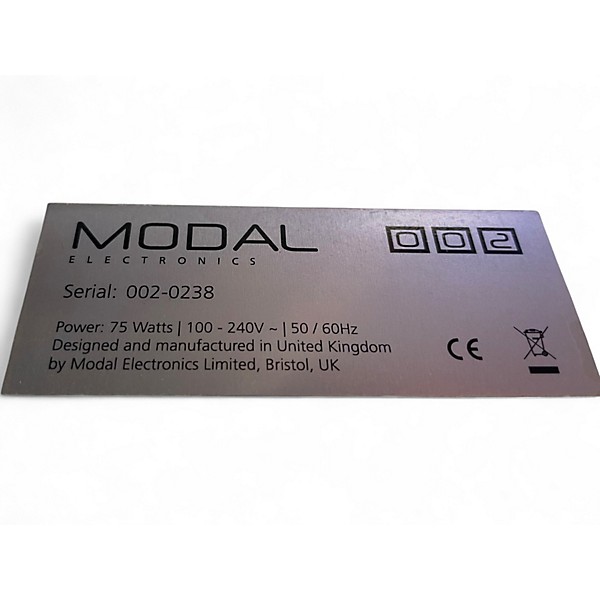 MODAL
ELECTRONICS
002
Serial: 002-0238
Power: 75 Watts | 100 - 240V ~ | 50 / 60Hz
Designed and manufactured in United Kingdom
by Modal Electronics Limited, Bristol, UK
CE